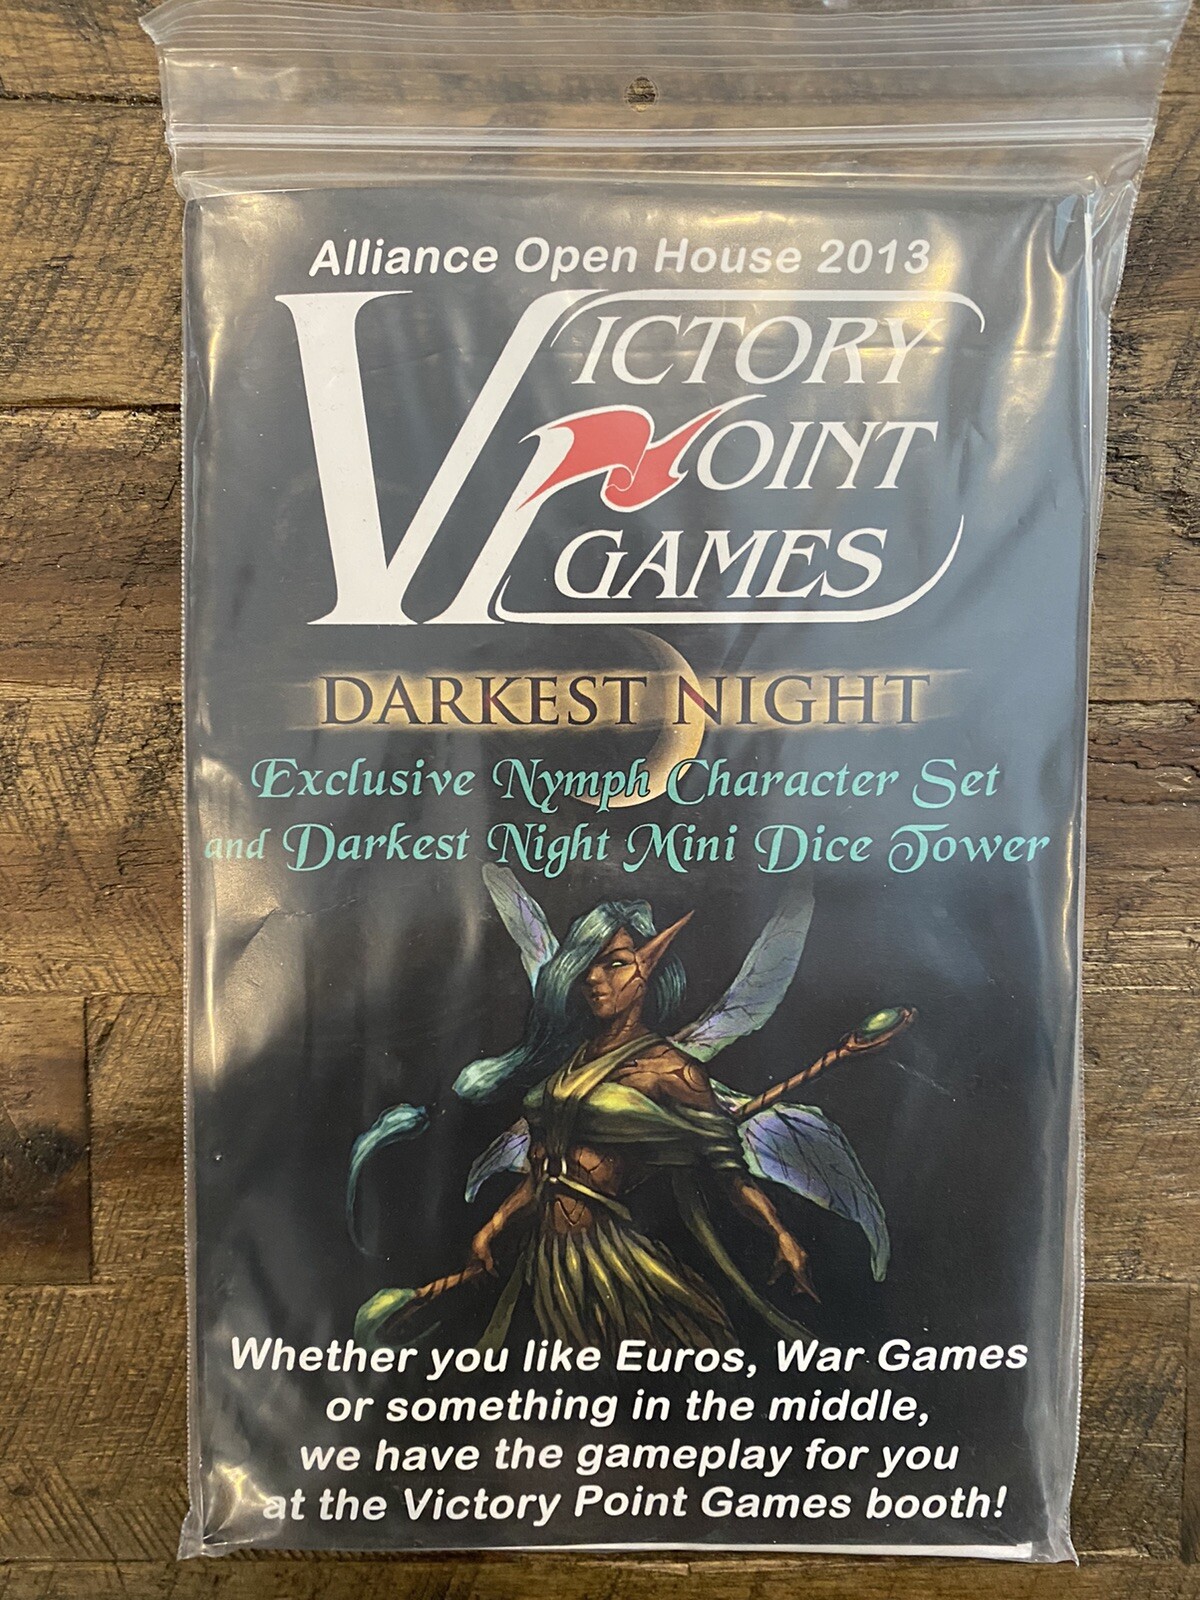 Alliance Open House 2013
VICTORY
POINT
GAMES
DARKEST NIGHT
Exclusive Nymph Character Set
and Darkest Night Mini Dice Tower
Whether you like Euros, War Games
or something in the middle,
we have the gameplay for you
at the Victory Point Games booth!